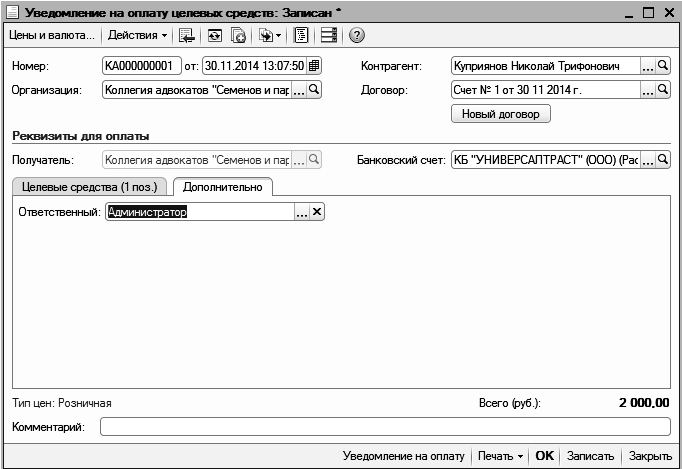 Уведомление на оплату целевых средств: Записан *
Цены и валюта... Действия
Номер: КА000000001 от: 30.11.2014 13:07:50 Контрагент: Куприянов Николай Трифонович
Организация: Коллегия адвокатов "Семенов и пар Договор: Счет № 1 от 30 11 2014 г.
Новый договор
Реквизиты для оплаты
Получатель: Коллегия адвокатов "Семенов и пар Банковский счет: КБ "УНИВЕРСАПТРАСТ" (ООО) (Рас
Целевые средства (1 поз.) Дополнительно
Ответственный: Администратор
Тип цен: Розничная Всего (руб.): 2 000,00
Комментарий:
Уведомление на оплату Печать OK Записать Закрыть